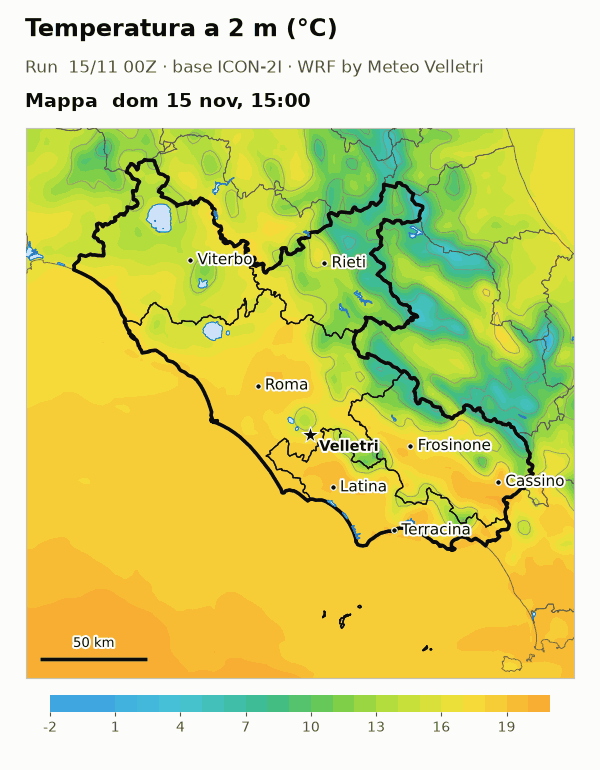 Temperatura a 2 m (°C)
Run  15/11 00Z · base ICON-2I · WRF by Meteo Velletri
Mappa  dom 15 nov, 15:00
Viterbo
Rieti
Roma
Velletri
Frosinone
Cassino
Latina
Terracina
50 km
-2 1 4 7 10 13 16 19